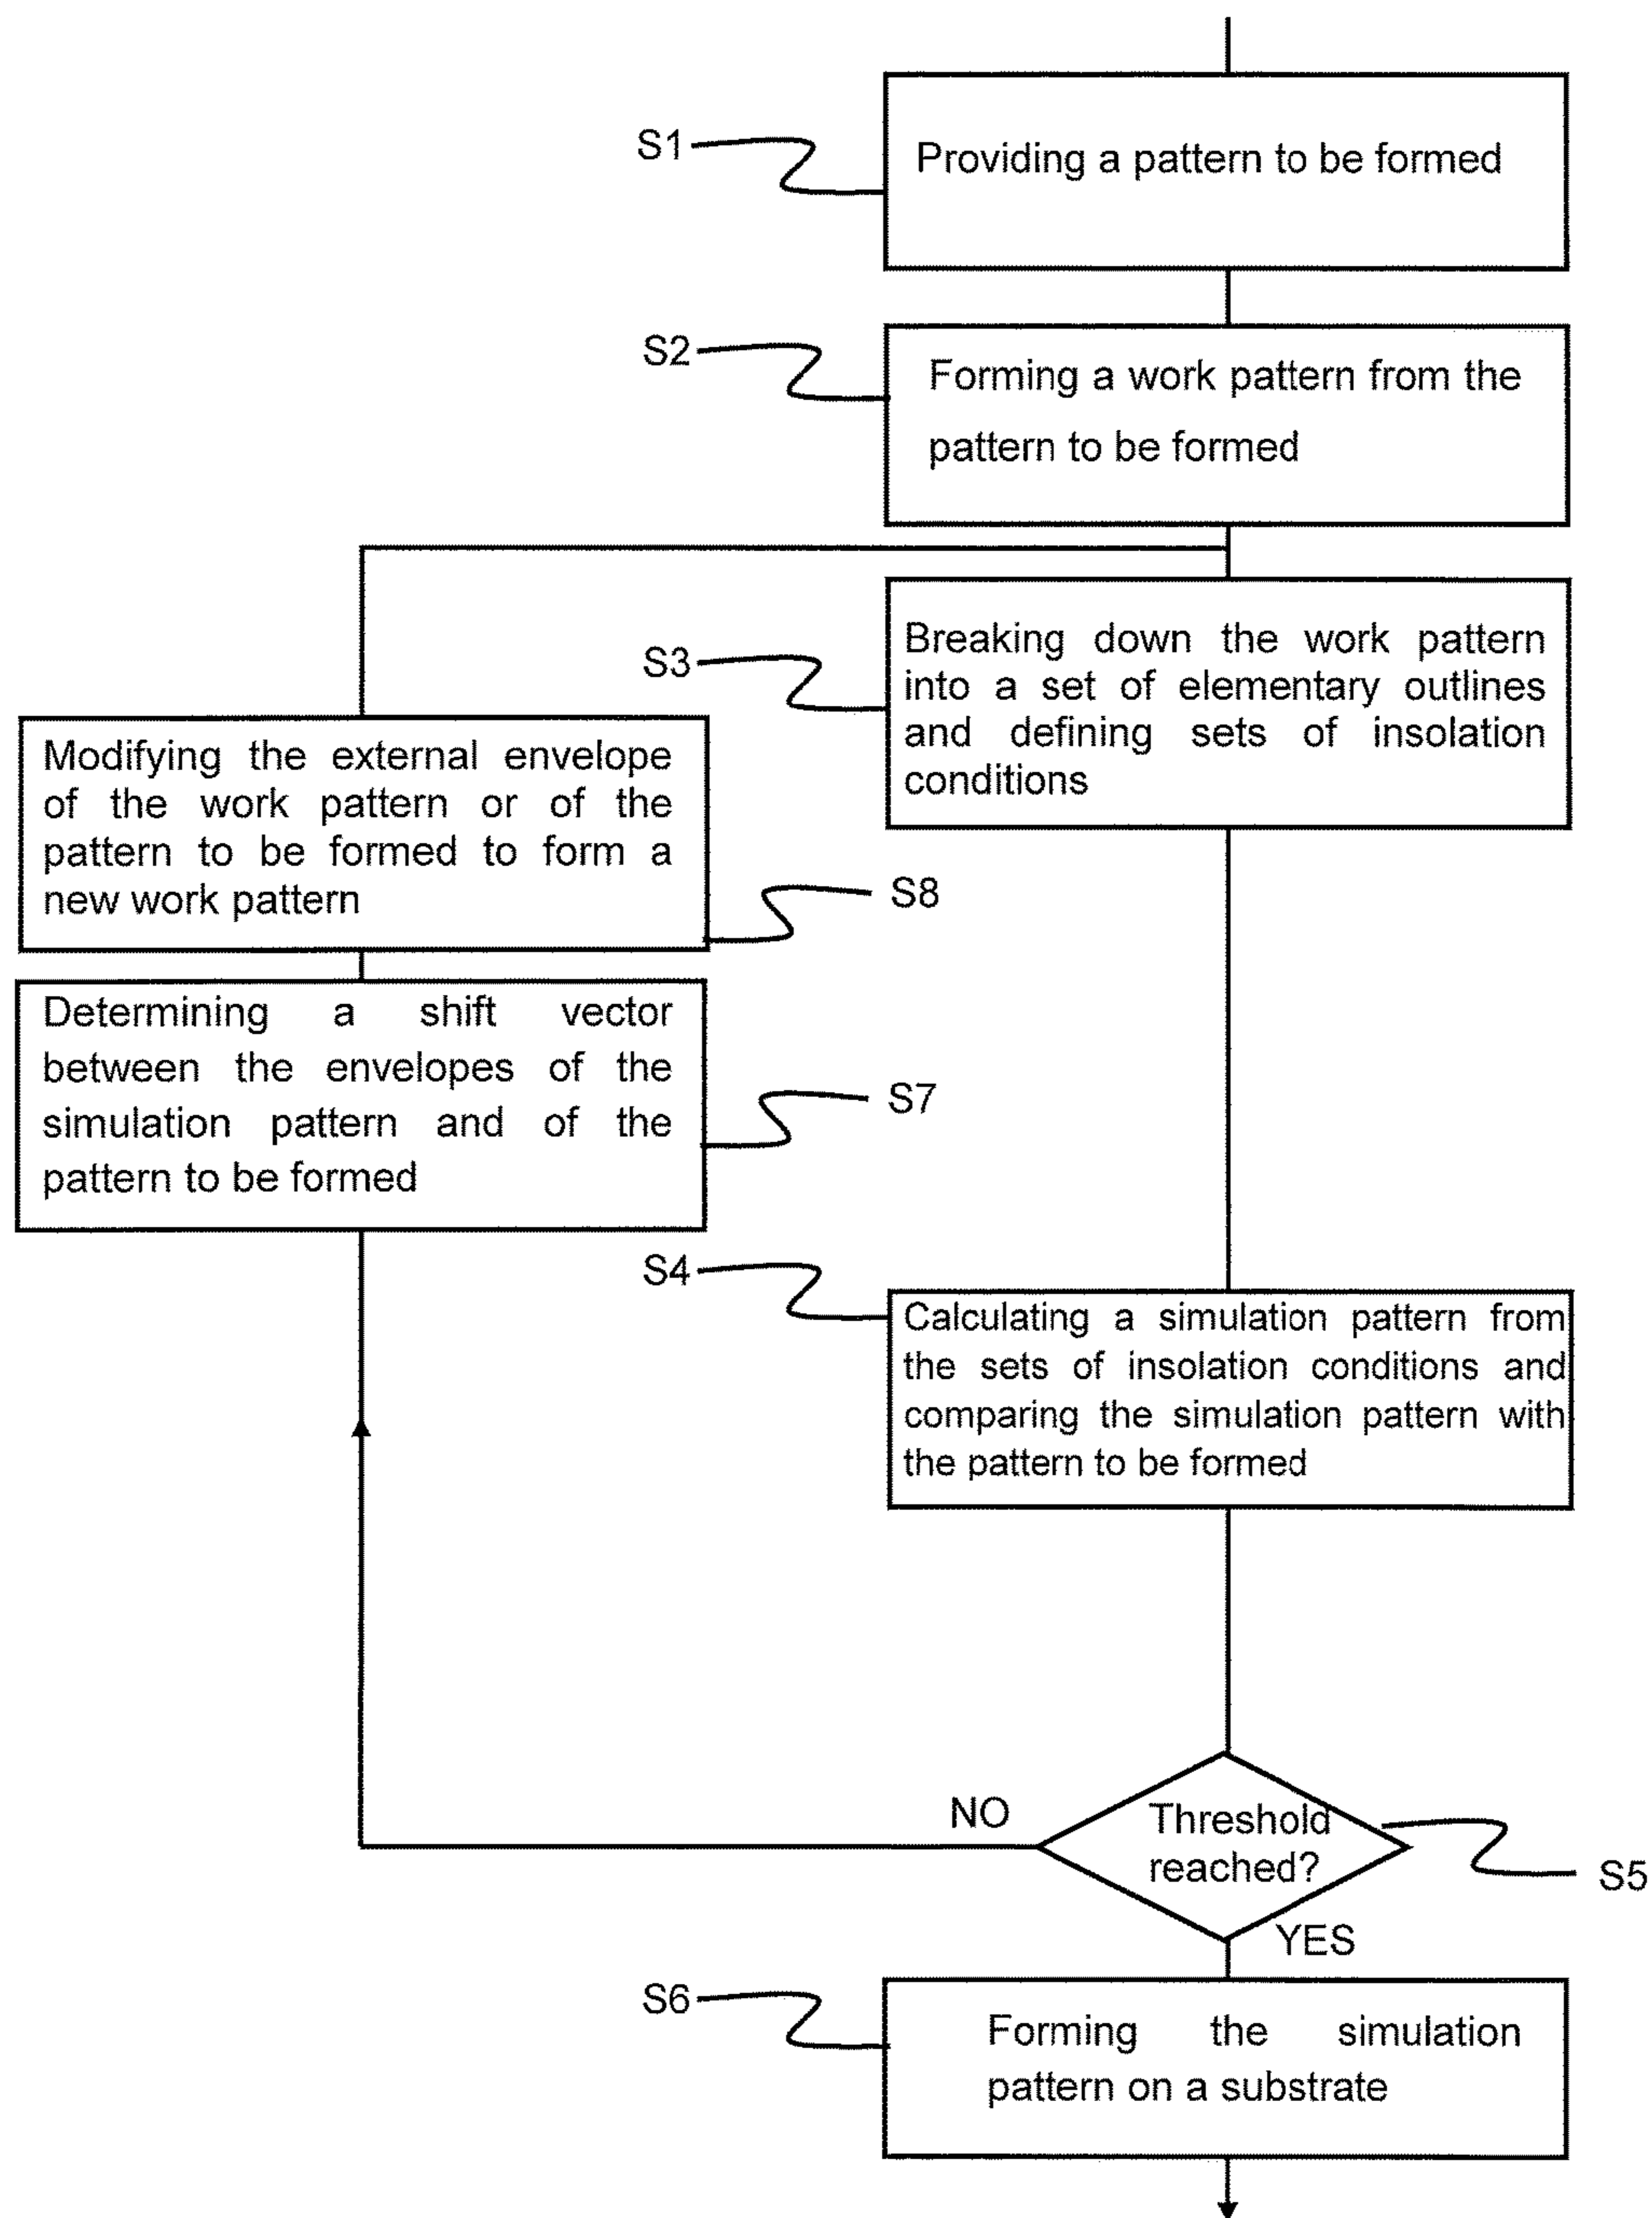 S1
Providing a pattern to be formed
S2
Forming a work pattern from the
pattern to be formed
S3
Breaking down the work pattern
into a set of elementary outlines
and defining sets of insolation
conditions
Modifying the external envelope
of the work pattern or of the
pattern to be formed to form a
new work pattern
S8
Determining a shift vector
between the envelopes of the
simulation pattern and of the
pattern to be formed
S7
S4
Calculating a simulation pattern from
the sets of insolation conditions and
comparing the simulation pattern with
the pattern to be formed
NO
Threshold
reached?
S5
YES
S6
Forming the simulation
pattern on a substrate